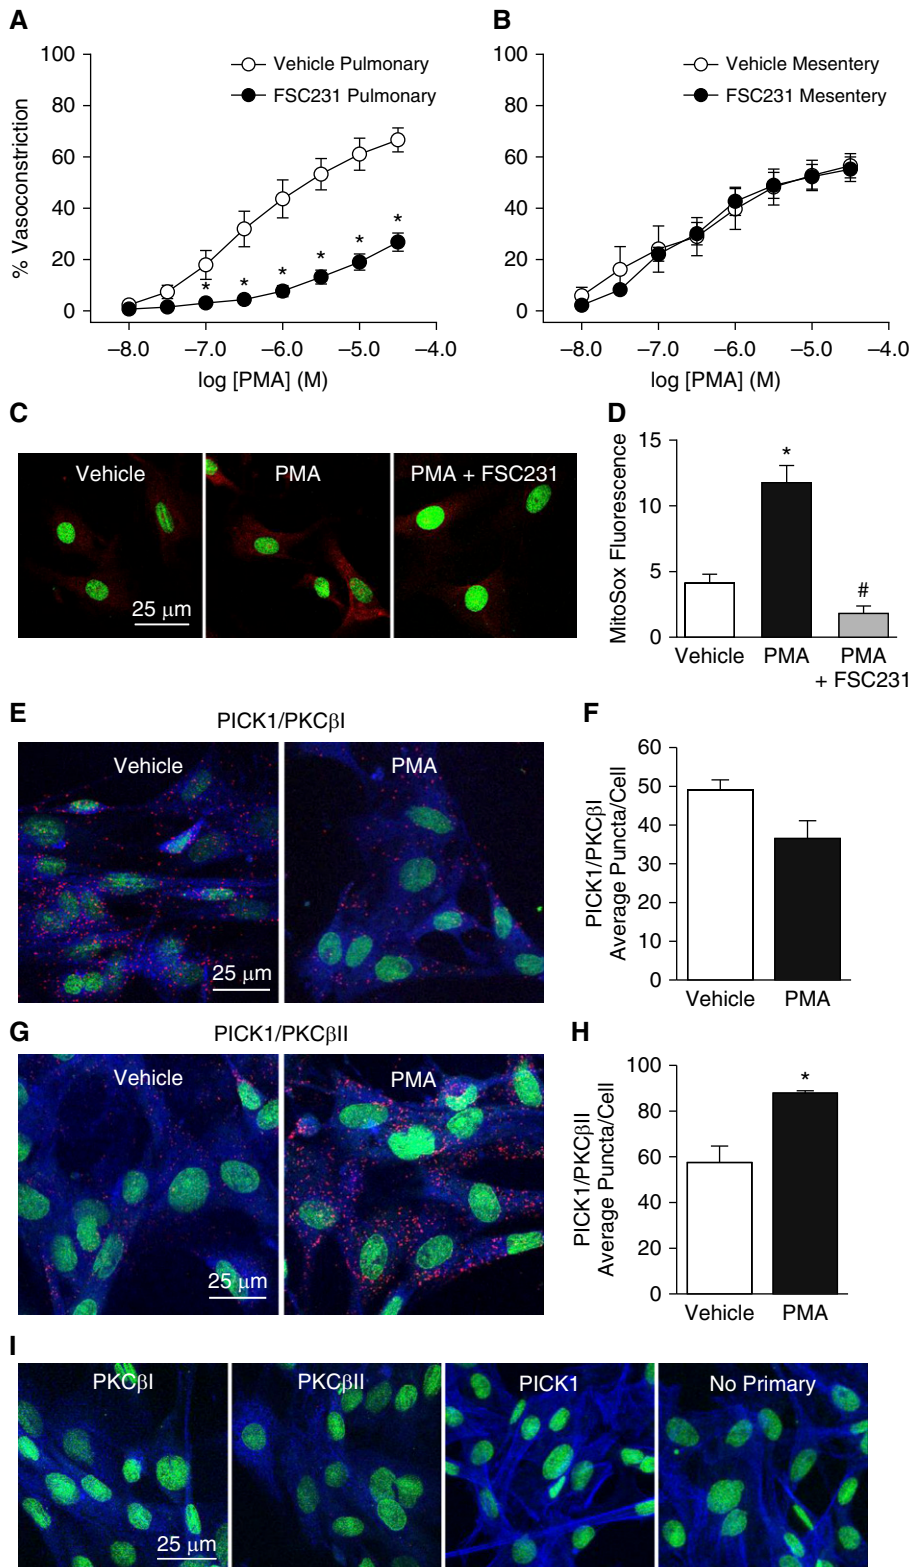 A
B
100
80
60
40
20
0
% Vasoconstriction
Vehicle Pulmonary
FSC231 Pulmonary
*
*
*
*
*
*
–8.0
–7.0
–6.0
–5.0
–4.0
log [PMA] (M)
100
80
60
40
20
0
Vehicle Mesentery
FSC231 Mesentery
–8.0
–7.0
–6.0
–5.0
–4.0
log [PMA] (M)
C
Vehicle
PMA
PMA + FSC231
25 μm
D
MitoSox Fluorescence
15
10
5
0
*
#
Vehicle
PMA
PMA
+ FSC231
E
PICK1/PKCβI
Vehicle
PMA
25 μm
F
PICK1/PKCβI
Average Puncta/Cell
60
50
40
30
20
10
0
Vehicle
PMA
G
PICK1/PKCβII
Vehicle
PMA
25 μm
H
PICK1/PKCβII
Average Puncta/Cell
100
80
60
40
20
0
*
Vehicle
PMA
I
PKCβI
PKCβII
PICK1
No Primary
25 μm